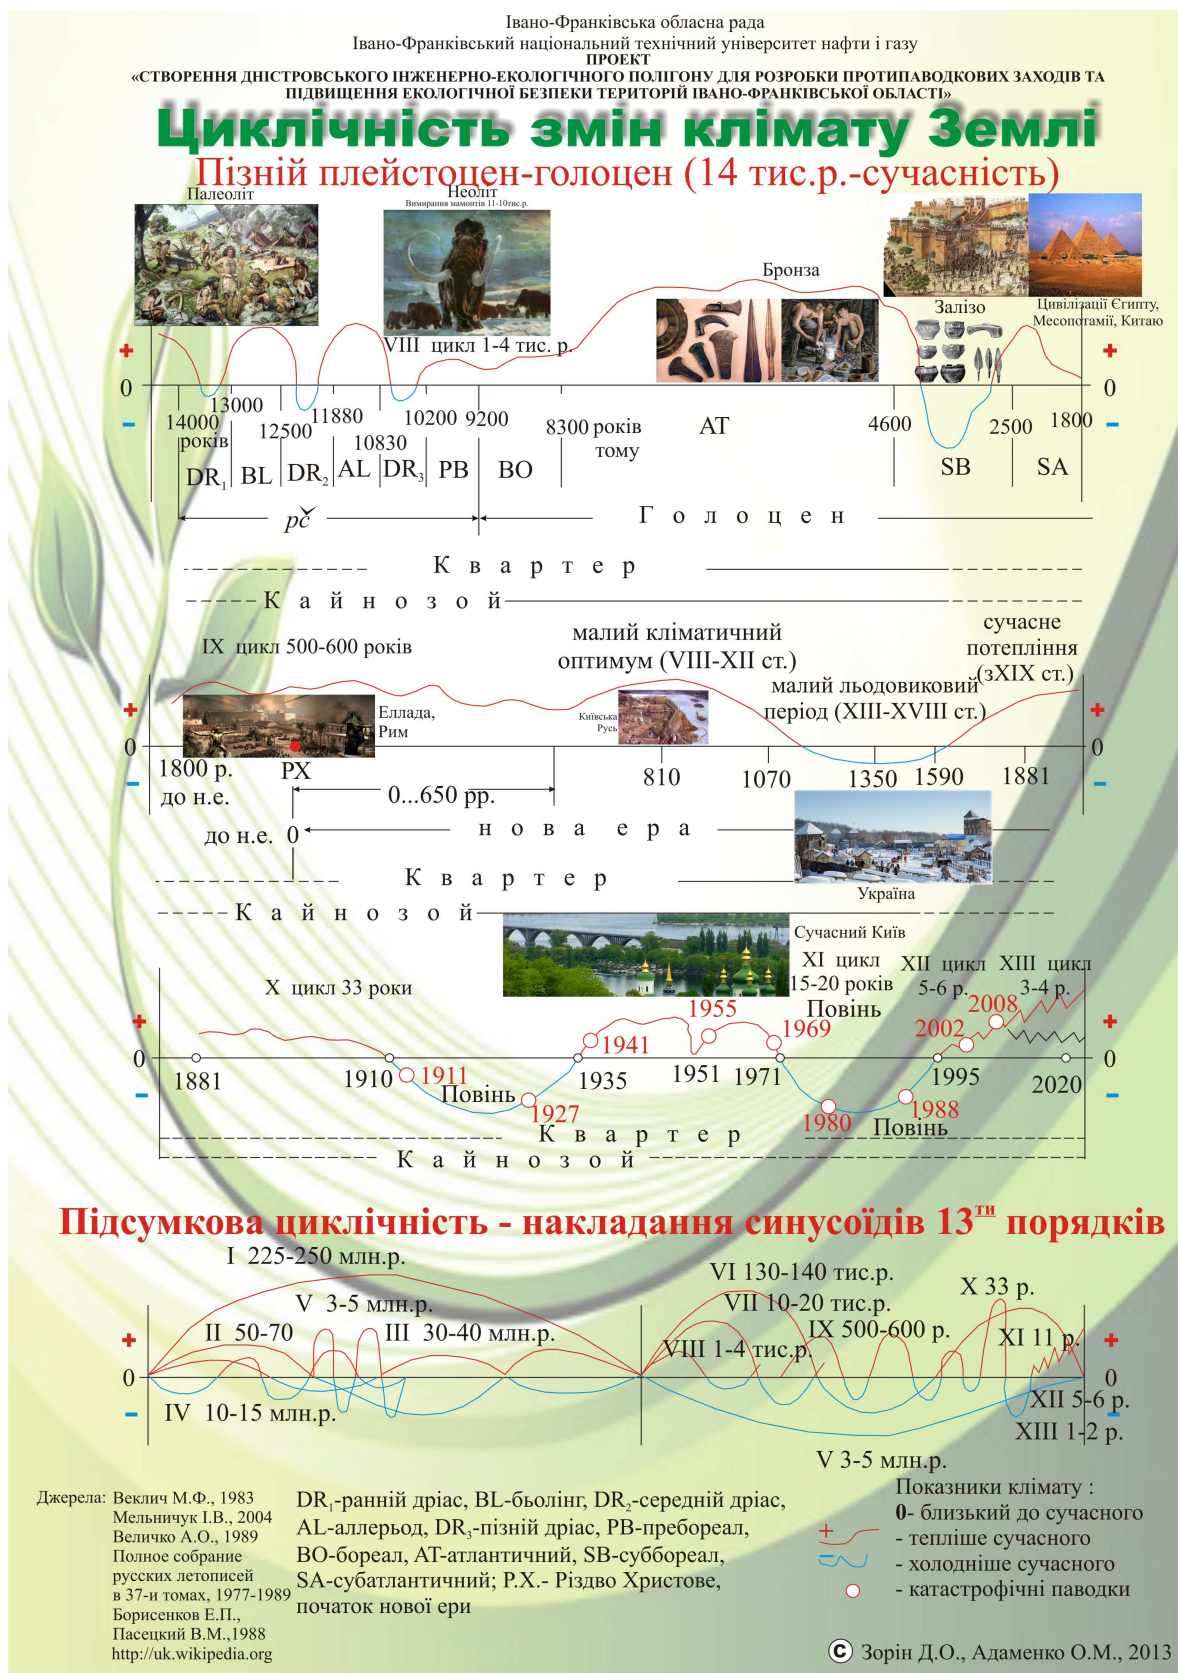 Івано-Франківська обласна рада
Івано-Франківський національний технічний університет нафти і газу
ПРОЕКТ
«СТВОРЕННЯ ДНІСТРОВСЬКОГО ІНЖЕНЕРНО-ЕКОЛОГІЧНОГО ПОЛІГОНУ ДЛЯ РОЗРОБКИ ПРОТИПАВОДКОВИХ ЗАХОДІВ ТА
ПІДВИЩЕННЯ ЕКОЛОГІЧНОЇ БЕЗПЕКИ ТЕРИТОРІЙ ІВАНО-ФРАНКІВСЬКОЇ ОБЛАСТІ»
Циклічність змін клімату Землі
Пізній плейстоцен-голоцен (14 тис.р.-сучасність)
Палеоліт
Неоліт
Вимирання мамонтів 11-10тис.р.
Бронза
Залізо
Цивілізації Єгипту,
Месопотамії, Китаю
VIII цикл 1-4 тис. р.
+ +
0 0
– –
14000 років
13000
12500
11880
10830
10200
9200
8300 років тому
4600
2500
1800
DR1 BL DR2 AL DR3 PB BO AT SB SA
рč
Голоцен
Квартер
Кайнозой
IX цикл 500-600 років
малий кліматичний
оптимум (VIII-XII ст.)
сучасне
потепління
(зХІХ ст.)
малий льодовиковий
період (XIII-XVIII ст.)
Еллада,
Рим
Київська
Русь
+ +
0 0
– –
1800 р.
до н.е.
РХ
810 1070 1350 1590 1881
0...650 рр.
до н.е. 0
нова ера
Квартер
Україна
Кайнозой
Сучасний Київ
X цикл 33 роки
XI цикл
15-20 років
XII цикл
5-6 р.
XIII цикл
3-4 р.
Повінь
1955
1941
1969
2002
2008
+ +
0 0
– –
1881 1910 1911 1935 1951 1971 1995 2020
Повінь
1927
1980
1988
Повінь
Квартер
Кайнозой
Підсумкова циклічність - накладання синусоїдів 13ти порядків
I 225-250 млн.р.
V 3-5 млн.р.
II 50-70
III 30-40 млн.р.
IV 10-15 млн.р.
VI 130-140 тис.р.
VII 10-20 тис.р.
VIII 1-4 тис.р.
IX 500-600 р.
X 33 р.
XI 11 р.
XII 5-6 р.
XIII 1-2 р.
V 3-5 млн.р.
+ +
0 0
– –
Джерела: Веклич М.Ф., 1983
Мельничук І.В., 2004
Величко А.О., 1989
Полное собрание
русских летописей
в 37-и томах, 1977-1989
Борисенков Е.П.,
Пасецкий В.М.,1988
http://uk.wikipedia.org
DR1-ранній дріас, BL-бьолінг, DR2-середній дріас,
AL-аллерьод, DR3-пізній дріас, PB-пребореал,
BO-бореал, AT-атлантичний, SB-суббореал,
SA-субатлантичний; Р.Х.- Різдво Христове,
початок нової ери
Показники клімату :
0- близький до сучасного
+ - тепліше сучасного
– - холодніше сучасного
- катастрофічні паводки
© Зорін Д.О., Адаменко О.М., 2013